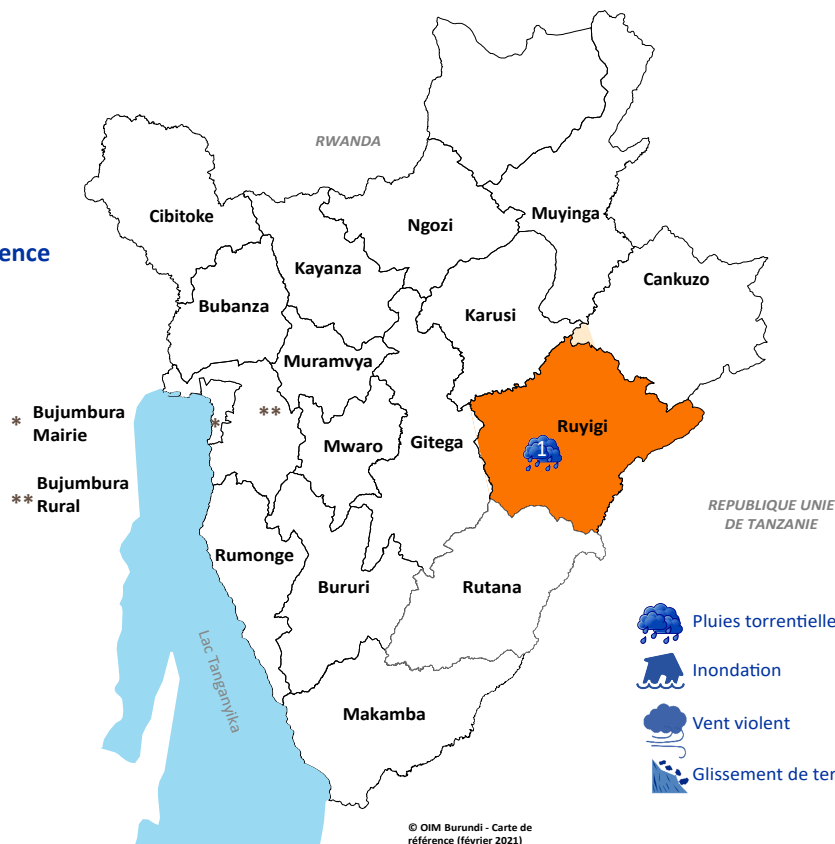 RWANDA
Cibitoke
Ngozi
Muyinga
ence
Kayanza
Cankuzo
Bubanza
Karusi
Muramvya
* Bujumbura
Mairie
*
**
Mwaro
Gitega
Ruyigi
1
** Bujumbura
Rural
REPUBLIQUE UNIE
DE TANZANIE
Rumonge
Bururi
Rutana
Lac Tanganyika
Pluies torrentielle
Inondation
Makamba
Vent violent
Glissement de ter
© OIM Burundi - Carte de
référence (février 2021)